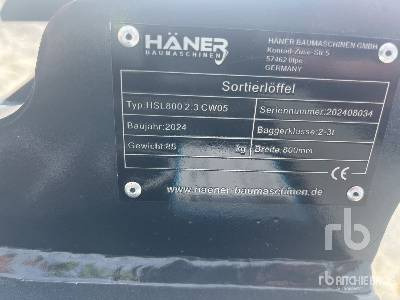 HÄNER
BAUMASCHINEN
HÄNER BAUMASCHINEN GMBH
Konrad-Zuse-Str.5
57462 Olpe
GERMANY
Sortierlöffel
Typ:HSL800 2.3 CW05
Seriennummer:202408034
Baujahr:2024
Baggerklasse:2-3t
Gewicht:85 kg
Breite:800mm
CE
www.haener-baumaschinen.de
rb
RITCHIE BROS